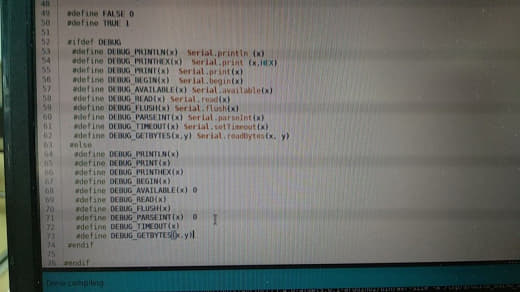 48
49 #define FALSE 0
50 #define TRUE 1
51
52 #ifdef DEBUG
53 #define DEBUG_PRINTLN(x) Serial.println (x)
54 #define DEBUG_PRINTHEX(x) Serial.print (x,HEX)
55 #define DEBUG_PRINT(x) Serial.print(x)
56 #define DEBUG_BEGIN(x) Serial.begin(x)
57 #define DEBUG_AVAILABLE(x) Serial.available(x)
58 #define DEBUG_READ(x) Serial.read(x)
59 #define DEBUG_FLUSH(x) Serial.flush(x)
60 #define DEBUG_PARSEINT(x) Serial.parseInt(x)
61 #define DEBUG_TIMEOUT(x) Serial.setTimeout(x)
62 #define DEBUG_GETBYTES(x,y) Serial.readBytes(x, y)
63 #else
64 #define DEBUG_PRINTLN(x)
65 #define DEBUG_PRINT(x)
66 #define DEBUG_PRINTHEX(x)
67 #define DEBUG_BEGIN(x)
68 #define DEBUG_AVAILABLE(x) 0
69 #define DEBUG_READ(x)
70 #define DEBUG_FLUSH(x)
71 #define DEBUG_PARSEINT(x) 0
72 #define DEBUG_TIMEOUT(x)
73 #define DEBUG_GETBYTES(x,y)
74 #endif
75
76 #endif
Done compiling